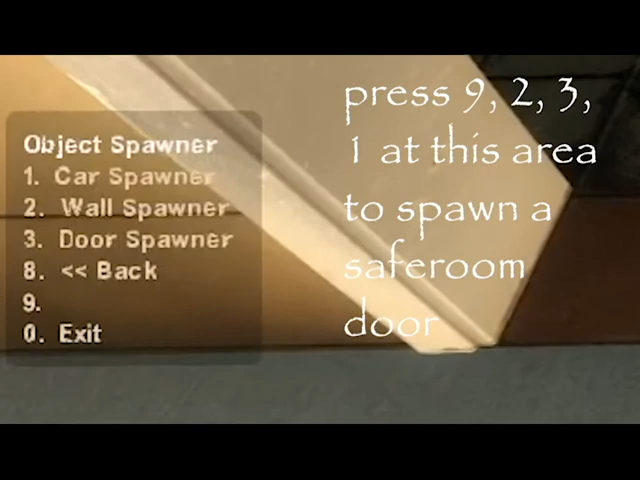 Object Spawner
1. Car Spawner
2. Wall Spawner
3. Door Spawner
8. << Back
9.
0. Exit
press 9, 2, 3,
1 at this area
to spawn a
saferoom
door